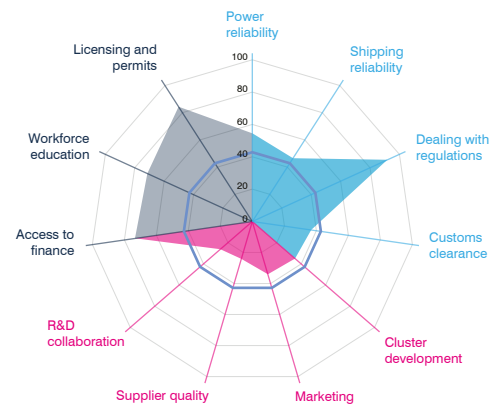 Power
reliability
Licensing and
permits
Shipping
reliability
100
80
60
40
20
0
Workforce
education
Dealing with
regulations
Access to
finance
Customs
clearance
R&D
collaboration
Cluster
development
Supplier quality
Marketing